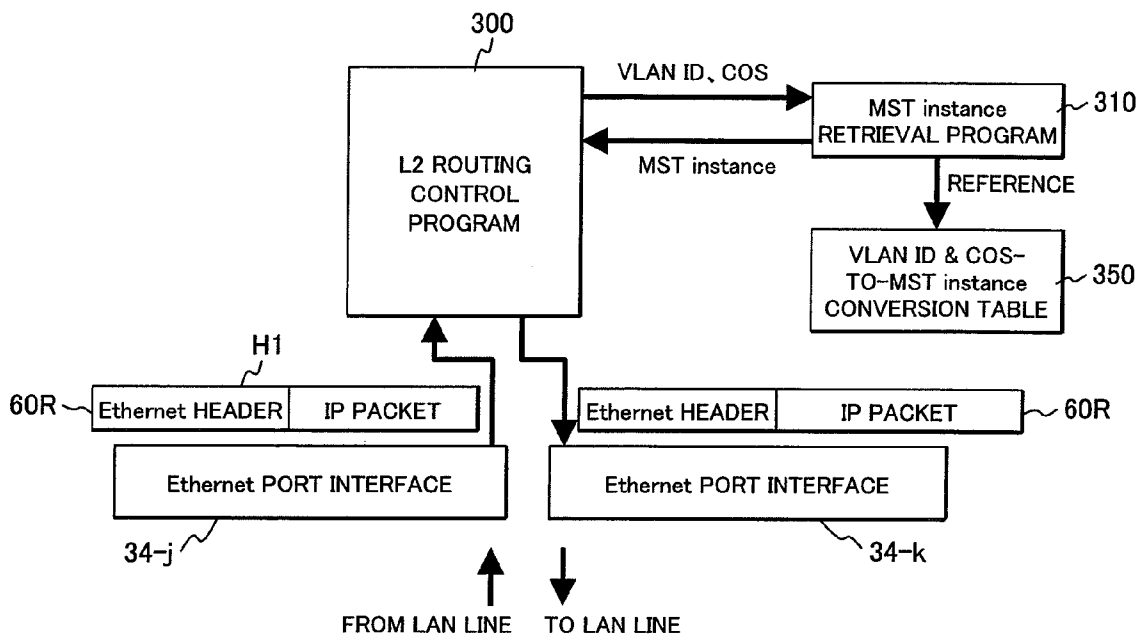 300
VLAN ID、COS
MST instance
RETRIEVAL PROGRAM
310
L2 ROUTING
CONTROL
PROGRAM
MST instance
REFERENCE
VLAN ID & COS-
TO-MST instance
CONVERSION TABLE
350
H1
60R
Ethernet HEADER
IP PACKET
Ethernet HEADER
IP PACKET
60R
Ethernet PORT INTERFACE
Ethernet PORT INTERFACE
34-j
34-k
FROM LAN LINE
TO LAN LINE